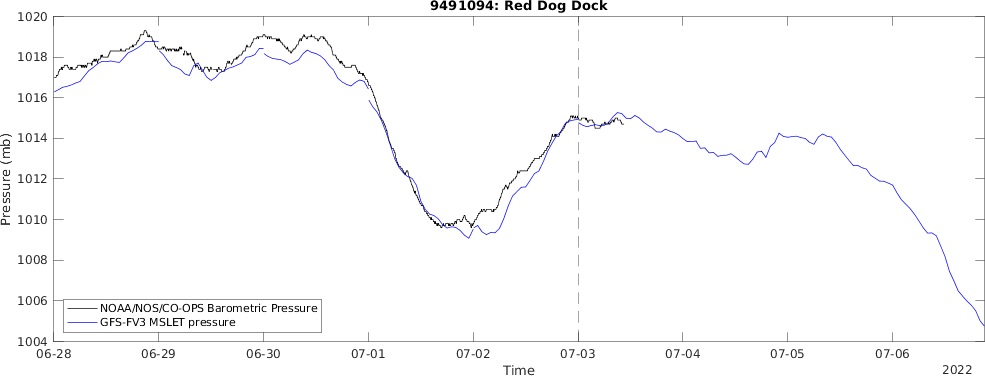 9491094: Red Dog Dock
Pressure (mb)
1020
1018
1016
1014
1012
1010
1008
1006
1004
NOAA/NOS/CO-OPS Barometric Pressure
GFS-FV3 MSLET pressure
06-28 06-29 06-30 07-01 07-02 07-03 07-04 07-05 07-06
Time
2022